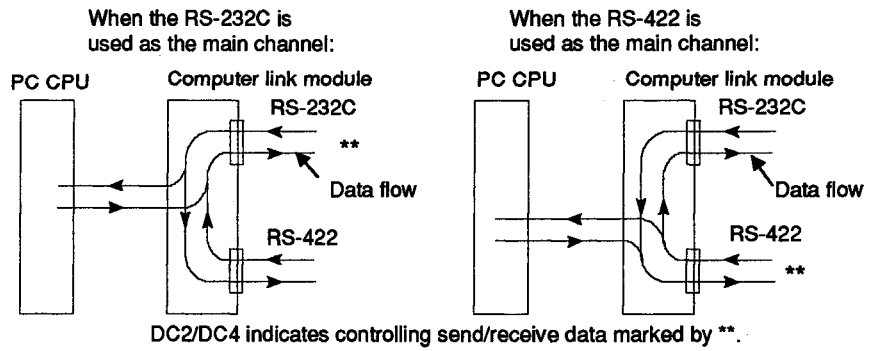 When the RS-232C is
used as the main channel:
PC CPU
Computer link module
RS-232C
**
Data flow
RS-422
When the RS-422 is
used as the main channel:
PC CPU
Computer link module
RS-232C
Data flow
RS-422
**
DC2/DC4 indicates controlling send/receive data marked by **.